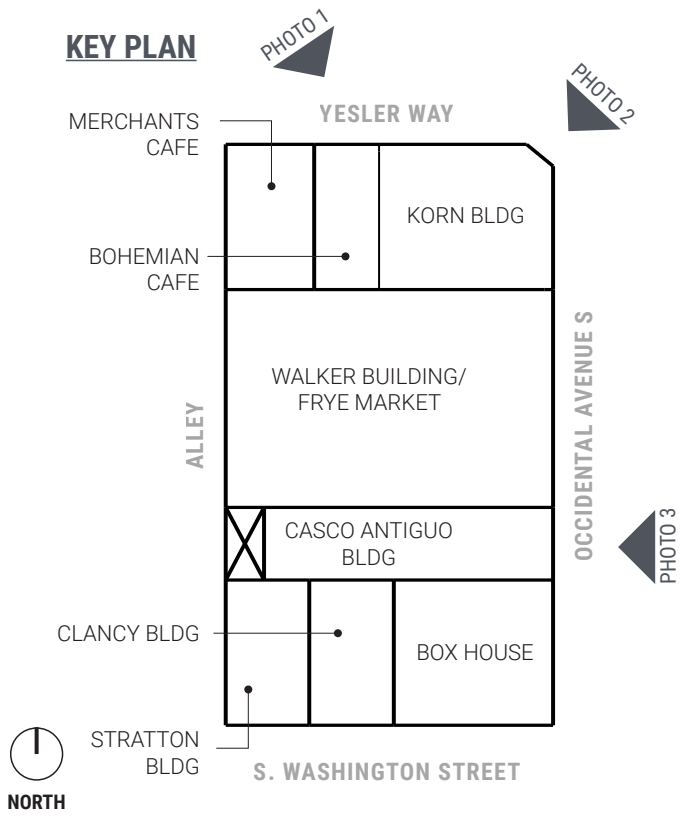 KEY PLAN
PHOTO 1
PHOTO 2
YESLER WAY
MERCHANTS
CAFE
KORN BLDG
BOHEMIAN
CAFE
WALKER BUILDING/
FRYE MARKET
OCCIDENTAL AVENUE S
ALLEY
CASCO ANTIGUO
BLDG
PHOTO 3
CLANCY BLDG
BOX HOUSE
STRATTON
BLDG
S. WASHINGTON STREET
NORTH